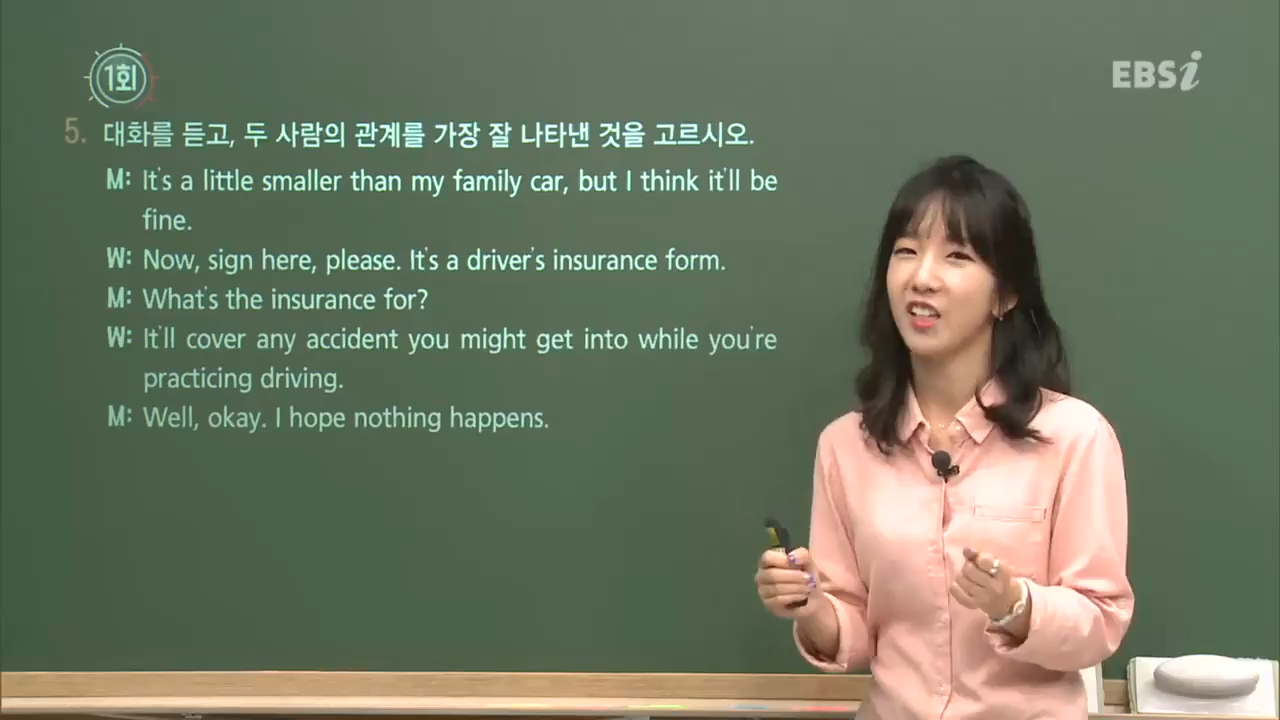 1회
EBSi
5. 대화를 듣고, 두 사람의 관계를 가장 잘 나타낸 것을 고르시오.
M: It's a little smaller than my family car, but I think it'll be
fine.
W: Now, sign here, please. It's a driver's insurance form.
M: What's the insurance for?
W: It'll cover any accident you might get into while you're
practicing driving.
M: Well, okay. I hope nothing happens.